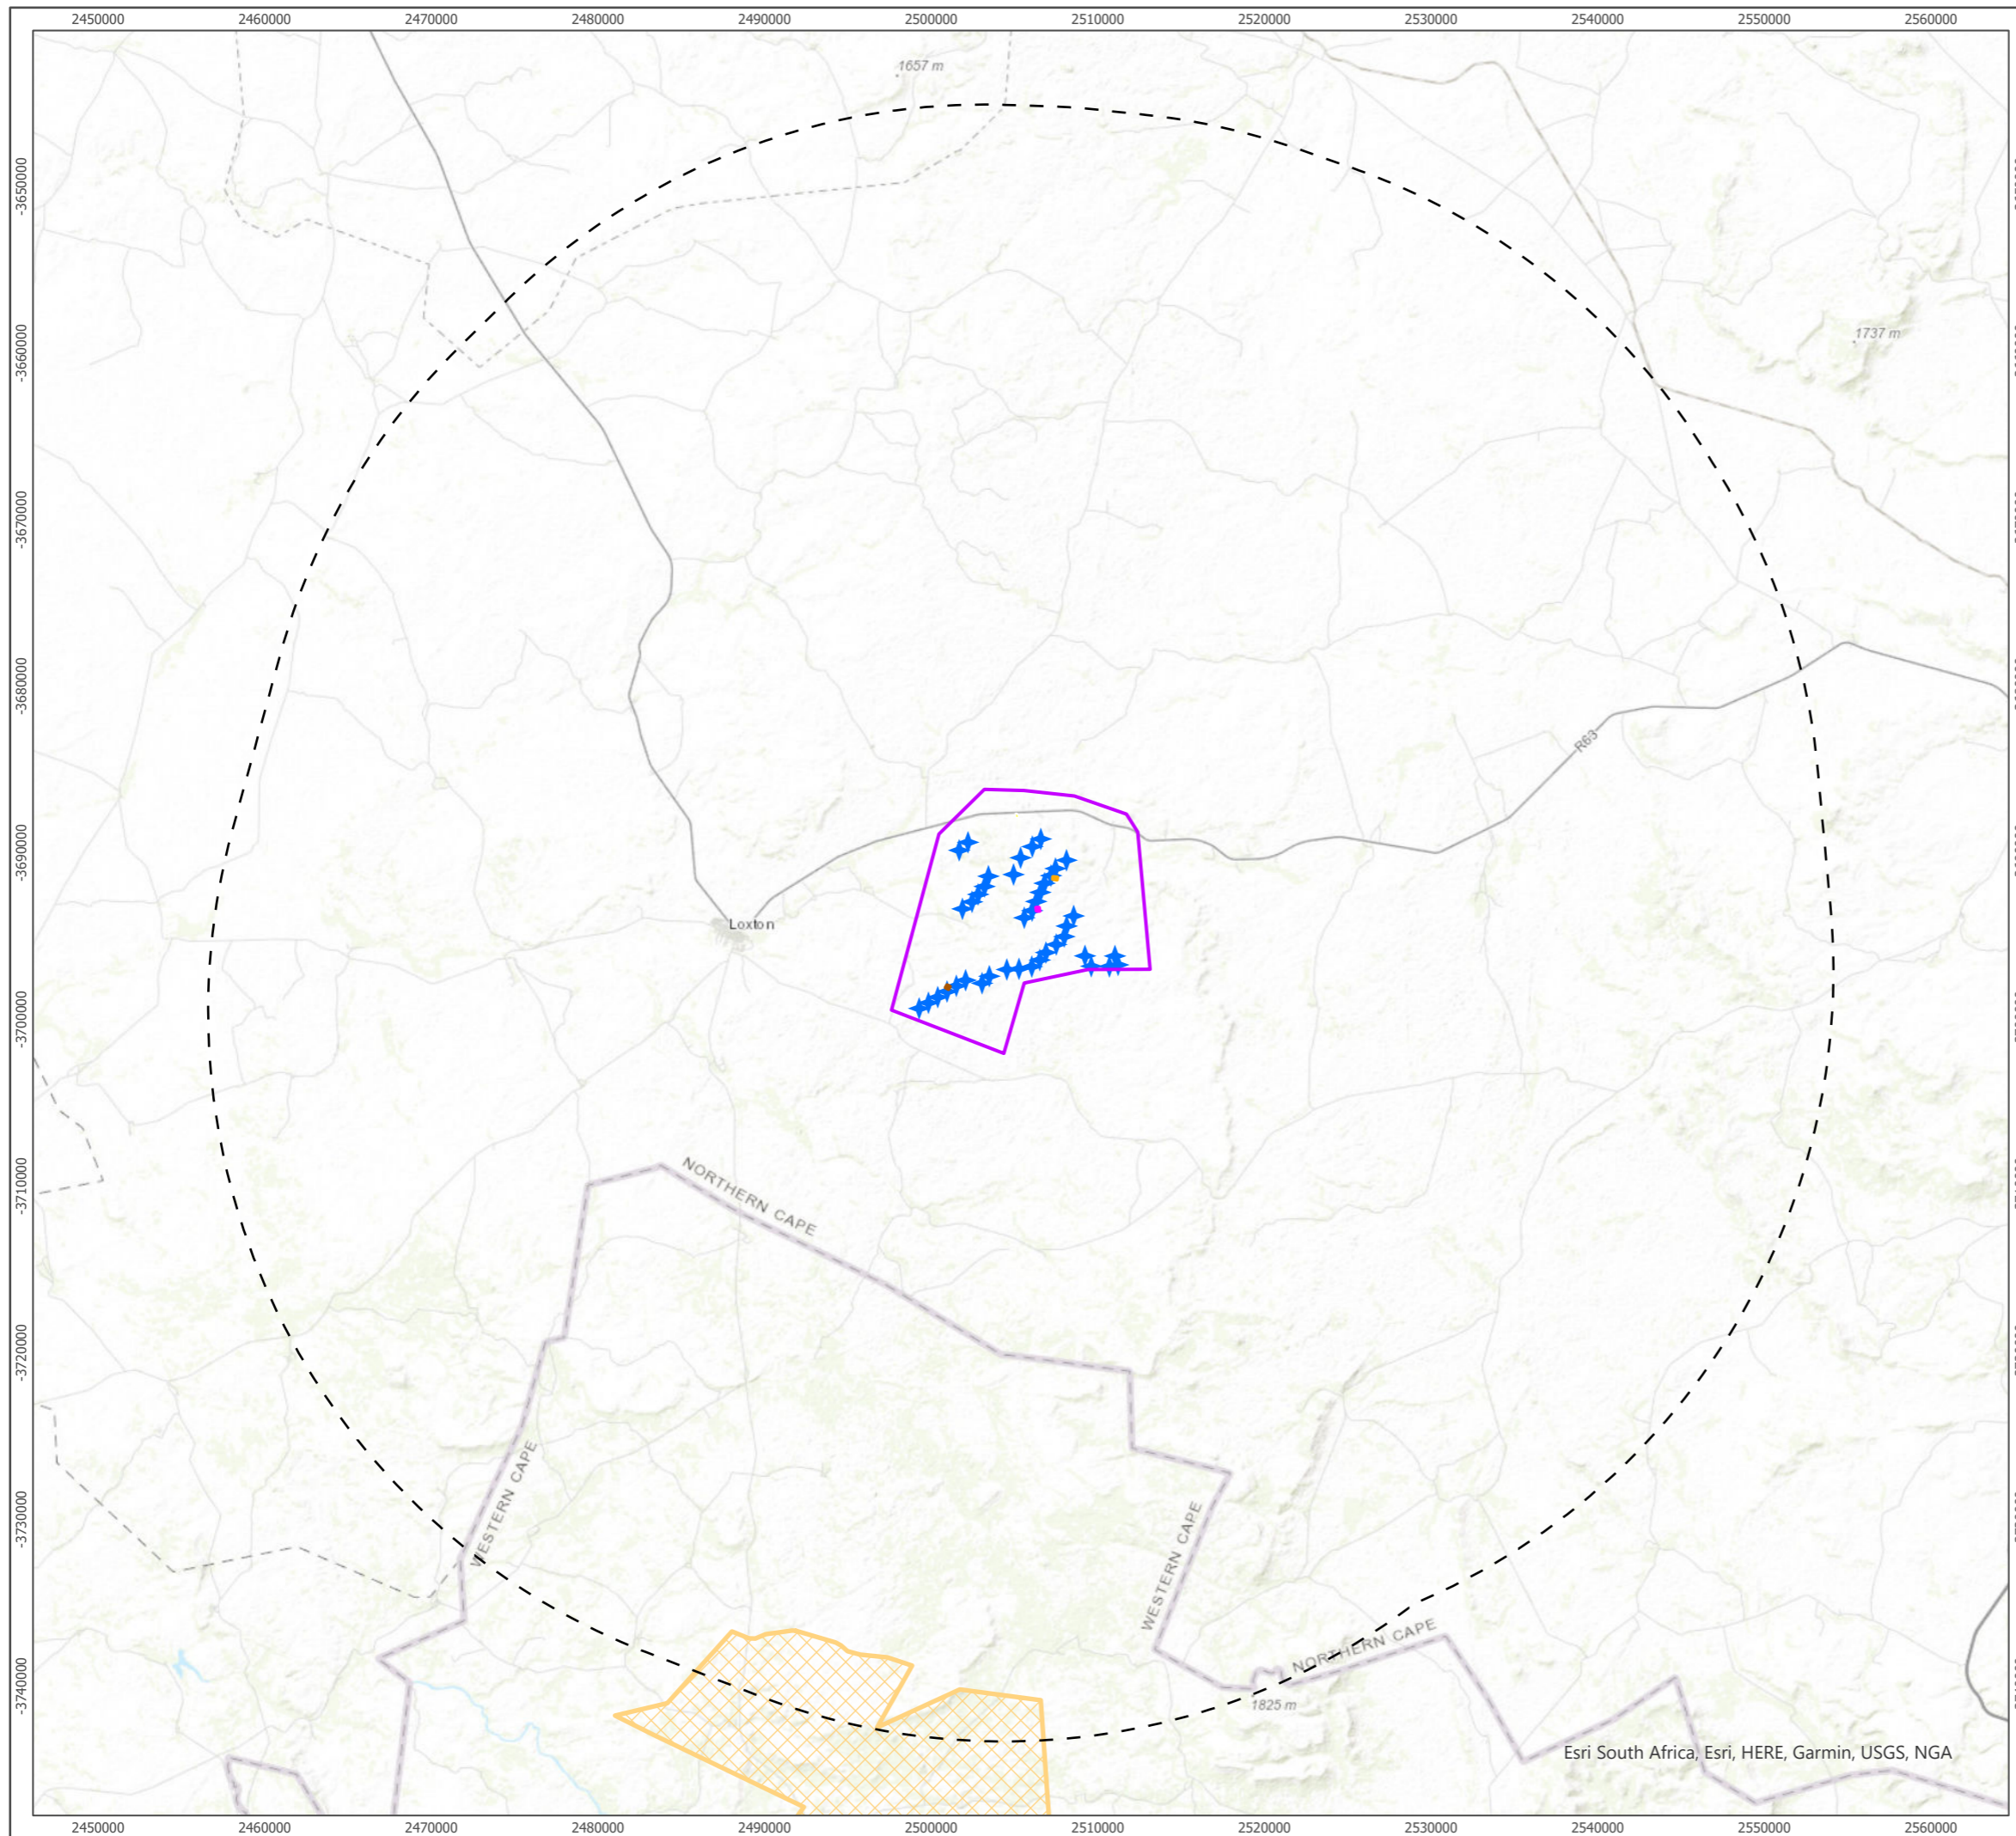 2450000 2460000 2470000 2480000 2490000 2500000 2510000 2520000 2530000 2540000 2550000 2560000
1657 m
-3650000
1737 m
-3660000
-3670000
-3680000
R63
-3690000
Loxton
-3700000
-3710000
NORTHERN CAPE
-3720000
WESTERN CAPE
-3730000
WESTERN CAPE
NORTHERN CAPE
-3740000
1825 m
Esri South Africa, Esri, HERE, Garmin, USGS, NGA
2450000 2460000 2470000 2480000 2490000 2500000 2510000 2520000 2530000 2540000 2550000 2560000